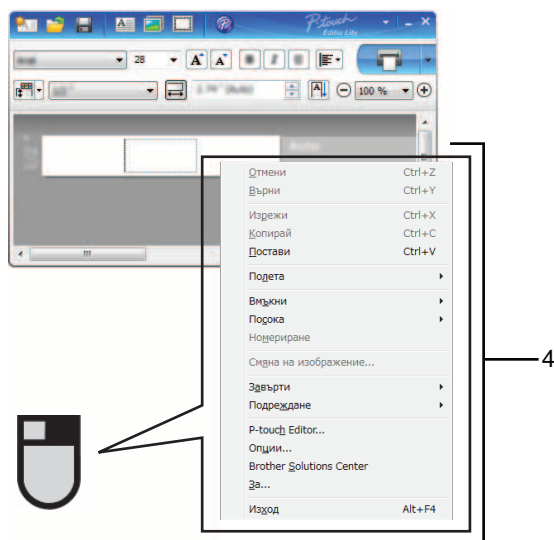 P-touch
Editor Lite
28 A A
100 %
Отмени Ctrl+Z
Върни Ctrl+Y
Изрежи Ctrl+X
Копирай Ctrl+C
Постави Ctrl+V
Полета
Вмъкни
Посока
Номериране
Смяна на изображение...
Завърти
Подреждане
P-touch Editor...
Опции...
Brother Solutions Center
За...
Изход Alt+F4
4